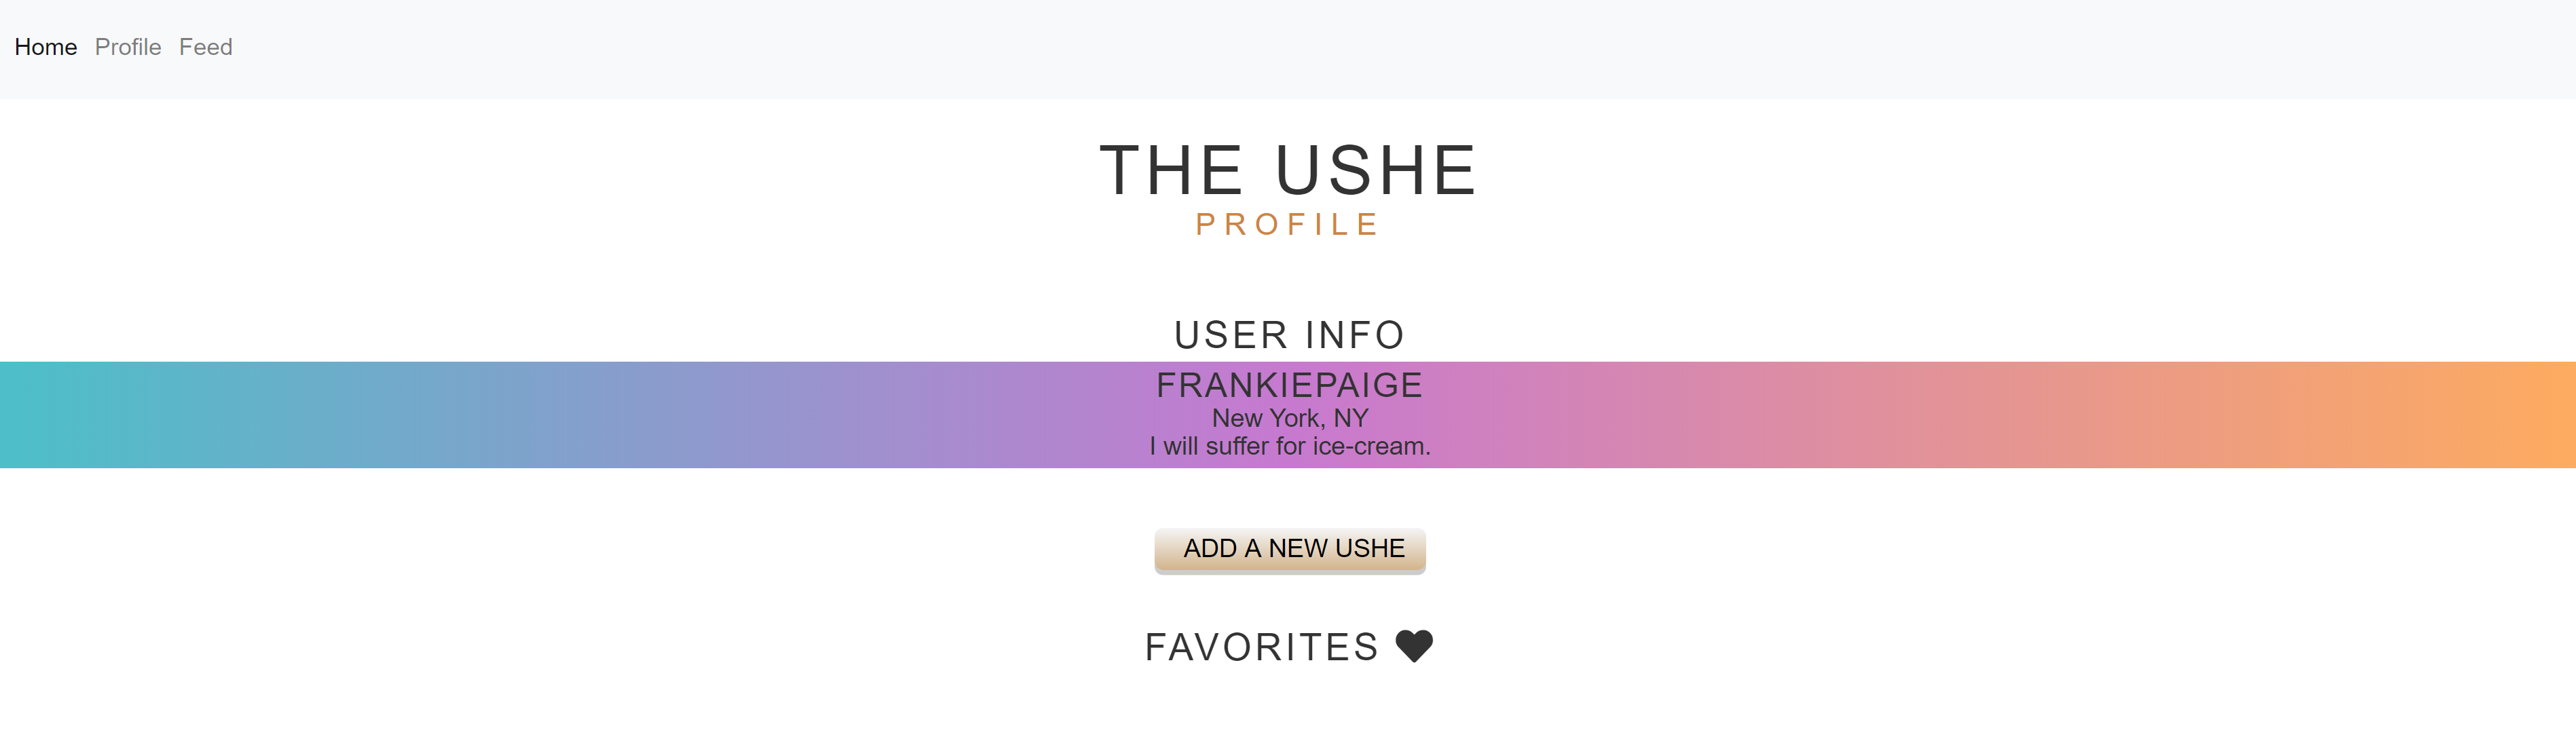 Home Profile Feed
THE USHE
PROFILE
USER INFO
FRANKIEPAIGE
New York, NY
I will suffer for ice-cream.
ADD A NEW USHE
FAVORITES